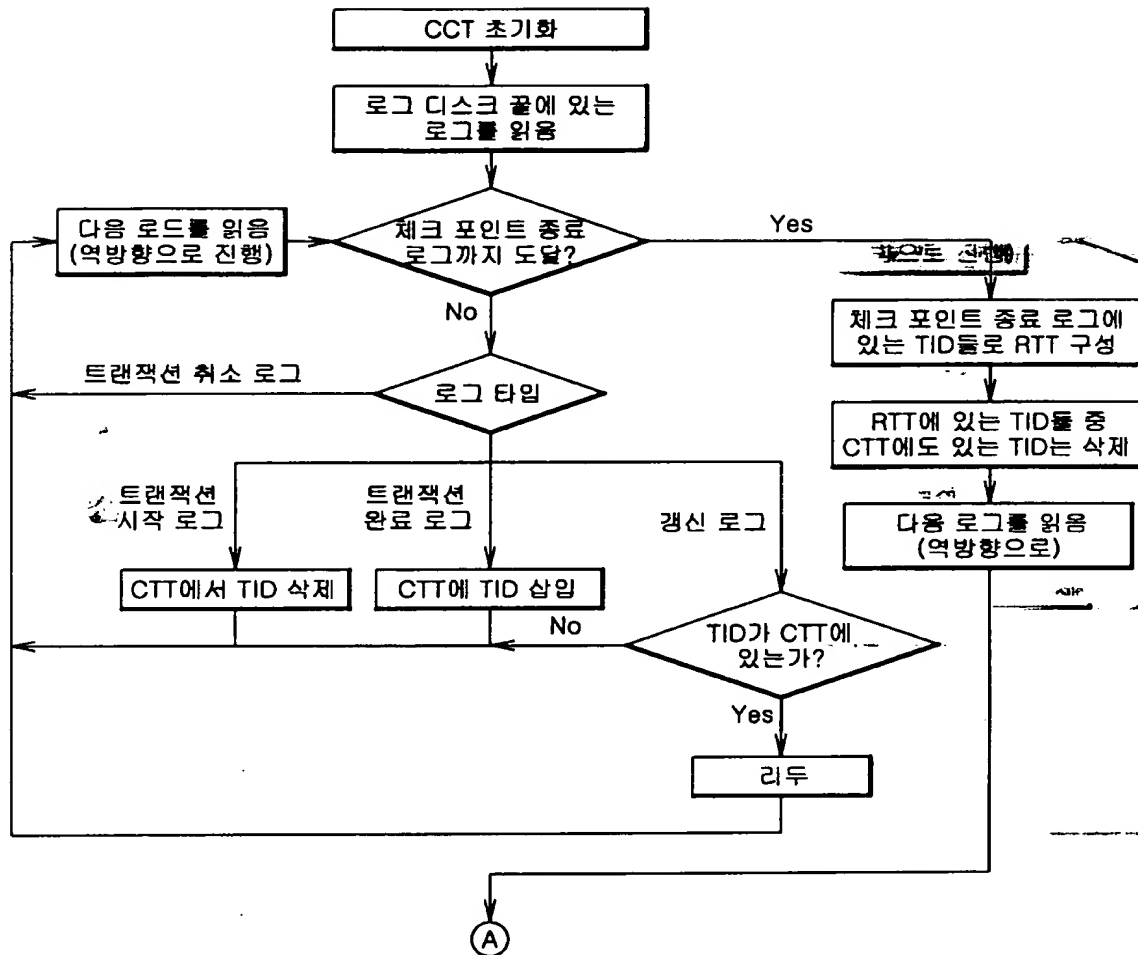 CCT 초기화
로그 디스크 끝에 있는
로그를 읽음
다음 로드를 읽음
(역방향으로 진행)
체크 포인트 종료
로그까지 도달?
Yes
No
체크 포인트 종료 로그에
있는 TID들로 RTT 구성
트랜잭션 취소 로그
로그 타입
RTT에 있는 TID들 중
CTT에도 있는 TID는 삭제
트랜잭션
시작 로그
트랜잭션
완료 로그
갱신 로그
다음 로그를 읽음
(역방향으로)
CTT에서 TID 삭제
CTT에 TID 삽입
No
TID가 CTT에
있는가?
Yes
리두
A